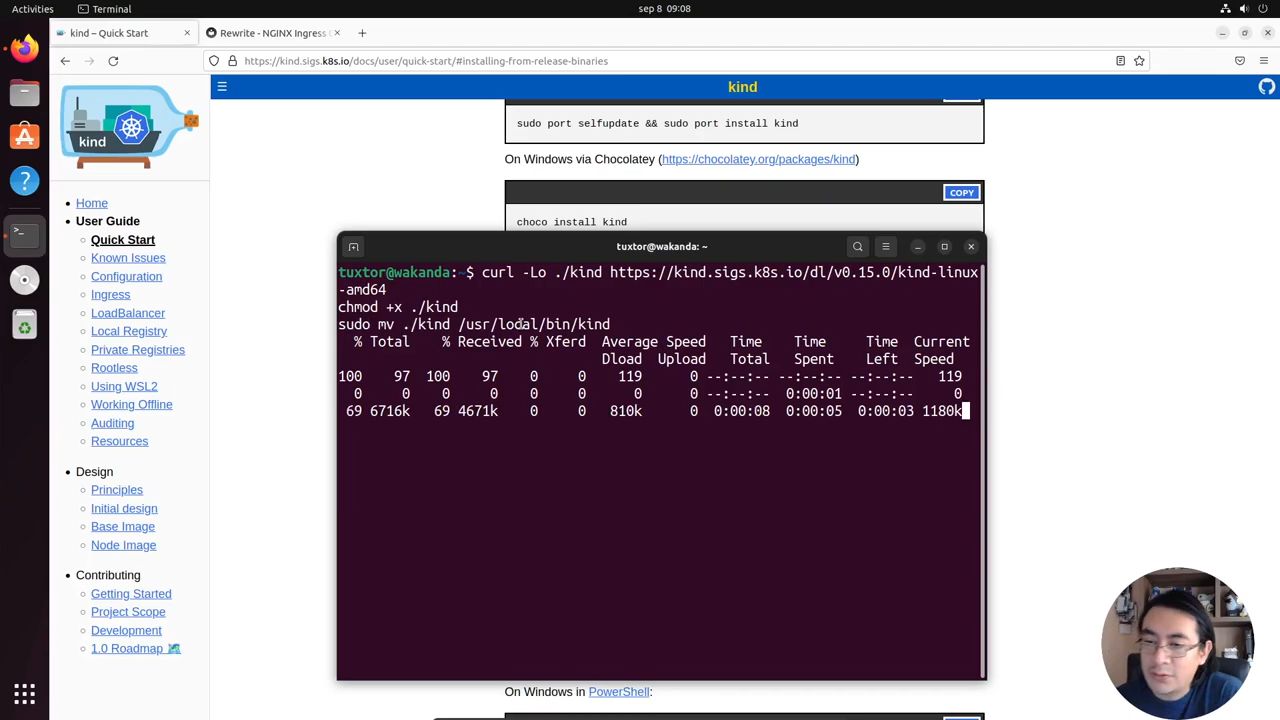 Activities
Terminal
sep 8 09:08
kind – Quick Start
Rewrite - NGINX Ingress C
https://kind.sigs.k8s.io/docs/user/quick-start/#installing-from-release-binaries
kind
kind
Home
User Guide
Quick Start
Known Issues
Configuration
Ingress
LoadBalancer
Local Registry
Private Registries
Rootless
Using WSL2
Working Offline
Auditing
Resources
Design
Principles
Initial design
Base Image
Node Image
Contributing
Getting Started
Project Scope
Development
1.0 Roadmap
sudo port selfupdate && sudo port install kind
On Windows via Chocolatey (https://chocolatey.org/packages/kind)
COPY
choco install kind
tuxtor@wakanda: ~
tuxtor@wakanda:~$ curl -Lo ./kind https://kind.sigs.k8s.io/dl/v0.15.0/kind-linux
-amd64
chmod +x ./kind
sudo mv ./kind /usr/local/bin/kind
% Total % Received % Xferd Average Speed Time Time Time Current
Dload Upload Total Spent Left Speed
100 97 100 97 0 0 119 0 --:--:-- --:--:-- --:--:-- 119
0 0 0 0 0 0 0 0 --:--:-- 0:00:01 --:--:-- 0
69 6716k 69 4671k 0 0 810k 0 0:00:08 0:00:05 0:00:03 1180k
On Windows in PowerShell: